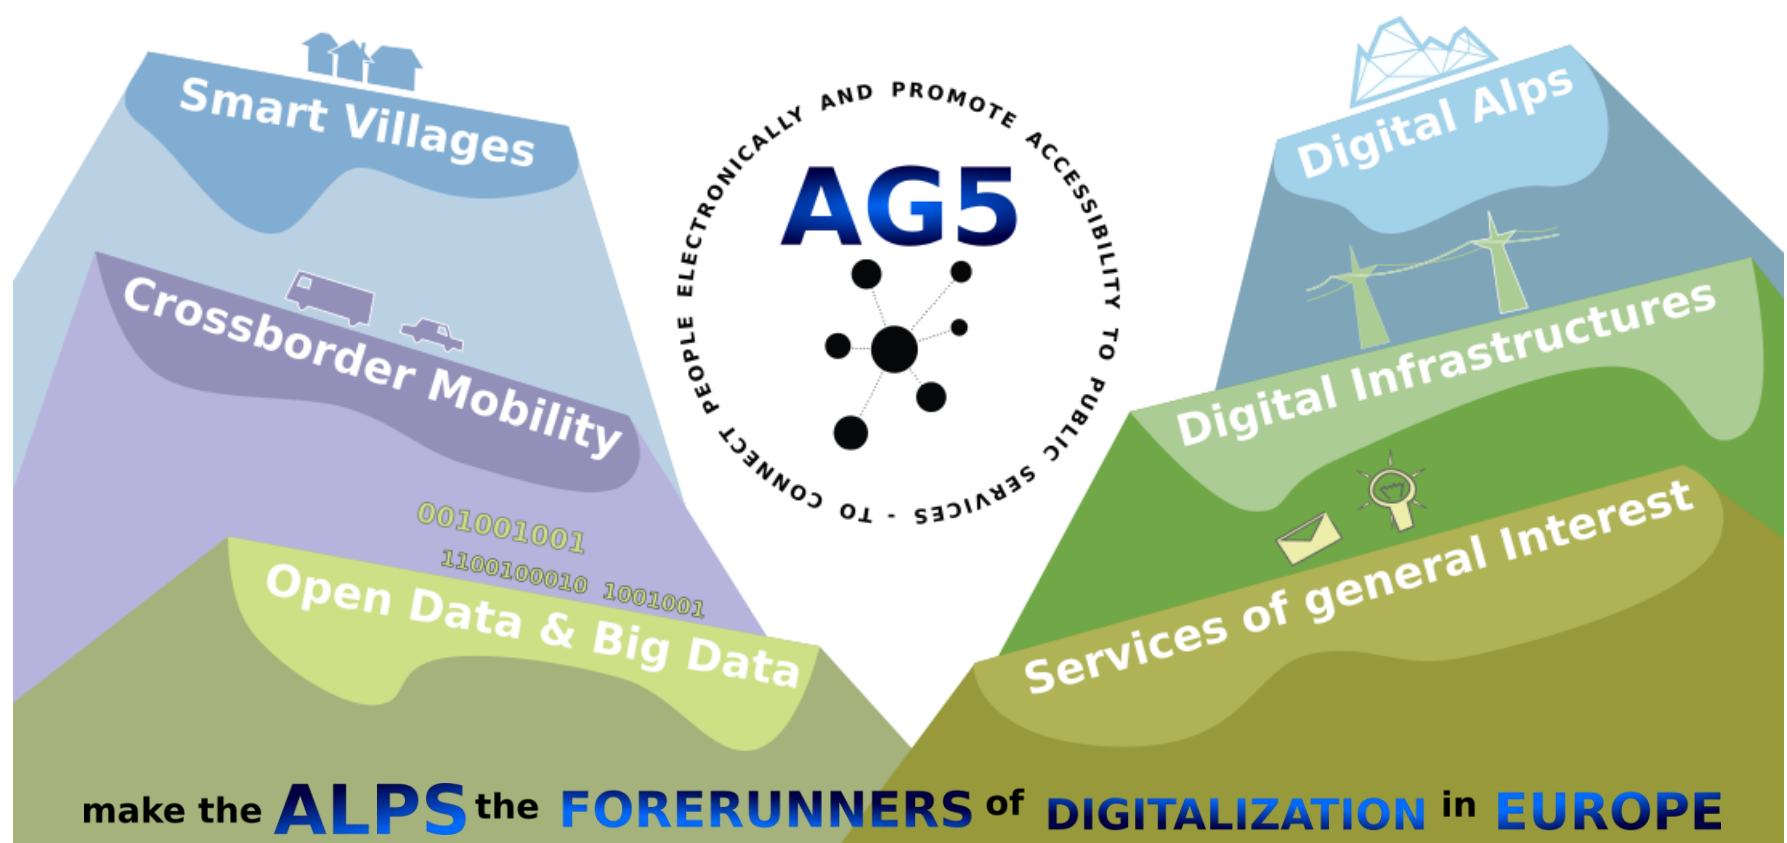 Smart Villages
Crossborder Mobility
001001001
1100100010 1001001
Open Data & Big Data
TO CONNECT PEOPLE ELECTRONICALLY AND PROMOTE ACCESSIBILITY TO PUBLIC SERVICES -
AG5
Digital Alps
Digital Infrastructures
Services of general Interest
make the ALPS the FORERUNNERS of DIGITALIZATION in EUROPE